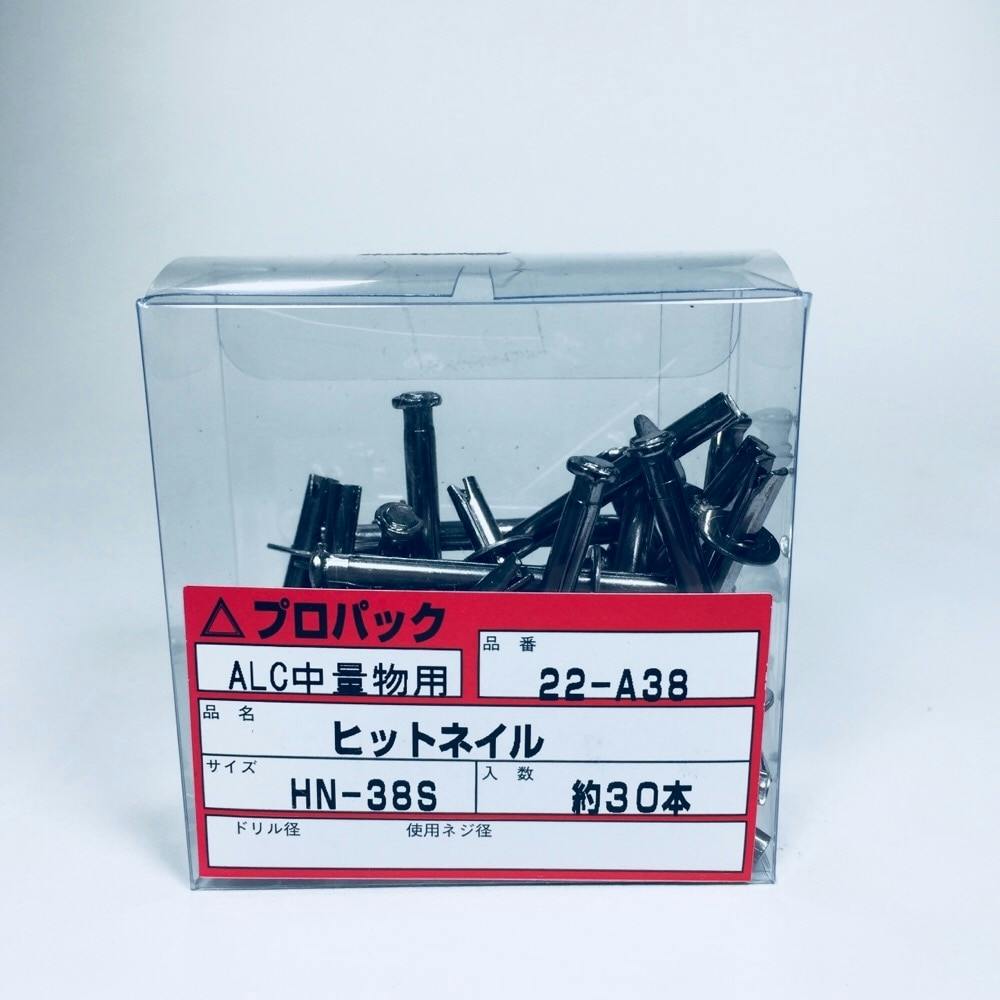 △プロパック
ALC中量物用
品番
22-A38
品名
ヒットネイル
サイズ
HN-38S
入数
約30本
ドリル径
使用ネジ径